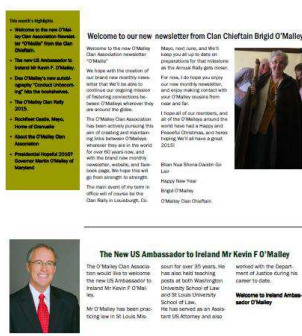 This month's highlights:
Welcome to the new O'Malley Clan Association Newsletter "O'Malla" from the Clan Chieftain.
The new US Ambassador to Ireland Mr Kevin F. O'Malley.
Des O'Malley's new autobiography "Conduct Unbecoming" hits the bookshelves.
The O'Malley Clan Rally 2015.
Rockfleet Castle, Mayo, Home of Granuaile
About the O'Malley Clan Association
Presidential Hopeful 2016? Governor Martin O'Malley of Maryland
Welcome to our new newsletter from Clan Chieftain Brigid O'Malley
Welcome to the new O'Malley
Clan Association newsletter
"O'Malla"
We hope with the creation of
our brand new monthly newsletter
that We'll be able to
continue our ongoing mission
of fostering connections between
O'Malleys wherever they
are around the globe.
The O'Malley Clan Association
has been actively pursuing this
aim of creating and maintaining
links between O'Malleys
wherever they are in the world
for over 60 years now, and
with the brand new monthly
newsletter, website, and facebook
page, We hope this will
go from strength to strength.
The main event of my term in
office will of course be the
Clan Rally in Louisburgh, Co.
Mayo, next June, and We'll
keep you all up to date on
preparations for that milestone
as the Annual Rally gets closer.
For now, I do hope you enjoy
our new monthly newsletter,
and enjoy making contact with
your O'Malley cousins from
near and far.
I hope all of our members, and
all of the O'Malleys around the
world have had a Happy and
Peaceful Christmas, and heres
hoping We'll all have a great
2015!
Blian Nua Shona Daoibh Go Léir
Happy New Year
Brigid O'Malley
O'Malley Clan Chieftain.
The New US Ambassador to Ireland Mr Kevin F O'Malley
The O'Malley Clan Association
would like to welcome
the new US Ambassador to
Ireland Mr Kevin F O'Malley.
Mr O'Malley has been practicing
law in St Louis Missouri
for over 35 years. He
has also held teaching
posts at both Washington
University School of Law
and St Louis University
School of Law.
He has served as an Assistant
US Attorney and also
worked with the Department
of Justice during his
career to date.
Welcome to Ireland Ambassador
O'Malley